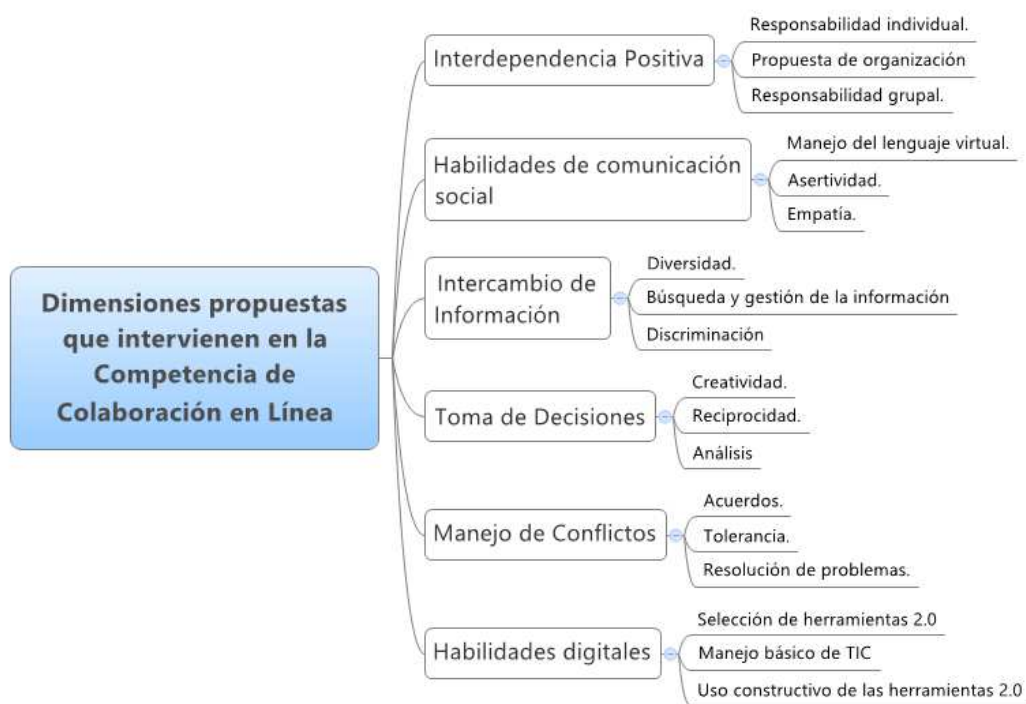 Dimensiones propuestas
que intervienen en la
Competencia de
Colaboración en Línea
Interdependencia Positiva
Responsabilidad individual.
Propuesta de organización
Responsabilidad grupal.
Habilidades de comunicación
social
Manejo del lenguaje virtual.
Asertividad.
Empatía.
Intercambio de
Información
Diversidad.
Búsqueda y gestión de la información
Discriminación
Toma de Decisiones
Creatividad.
Reciprocidad.
Análisis
Manejo de Conflictos
Acuerdos.
Tolerancia.
Resolución de problemas.
Habilidades digitales
Selección de herramientas 2.0
Manejo básico de TIC
Uso constructivo de las herramientas 2.0